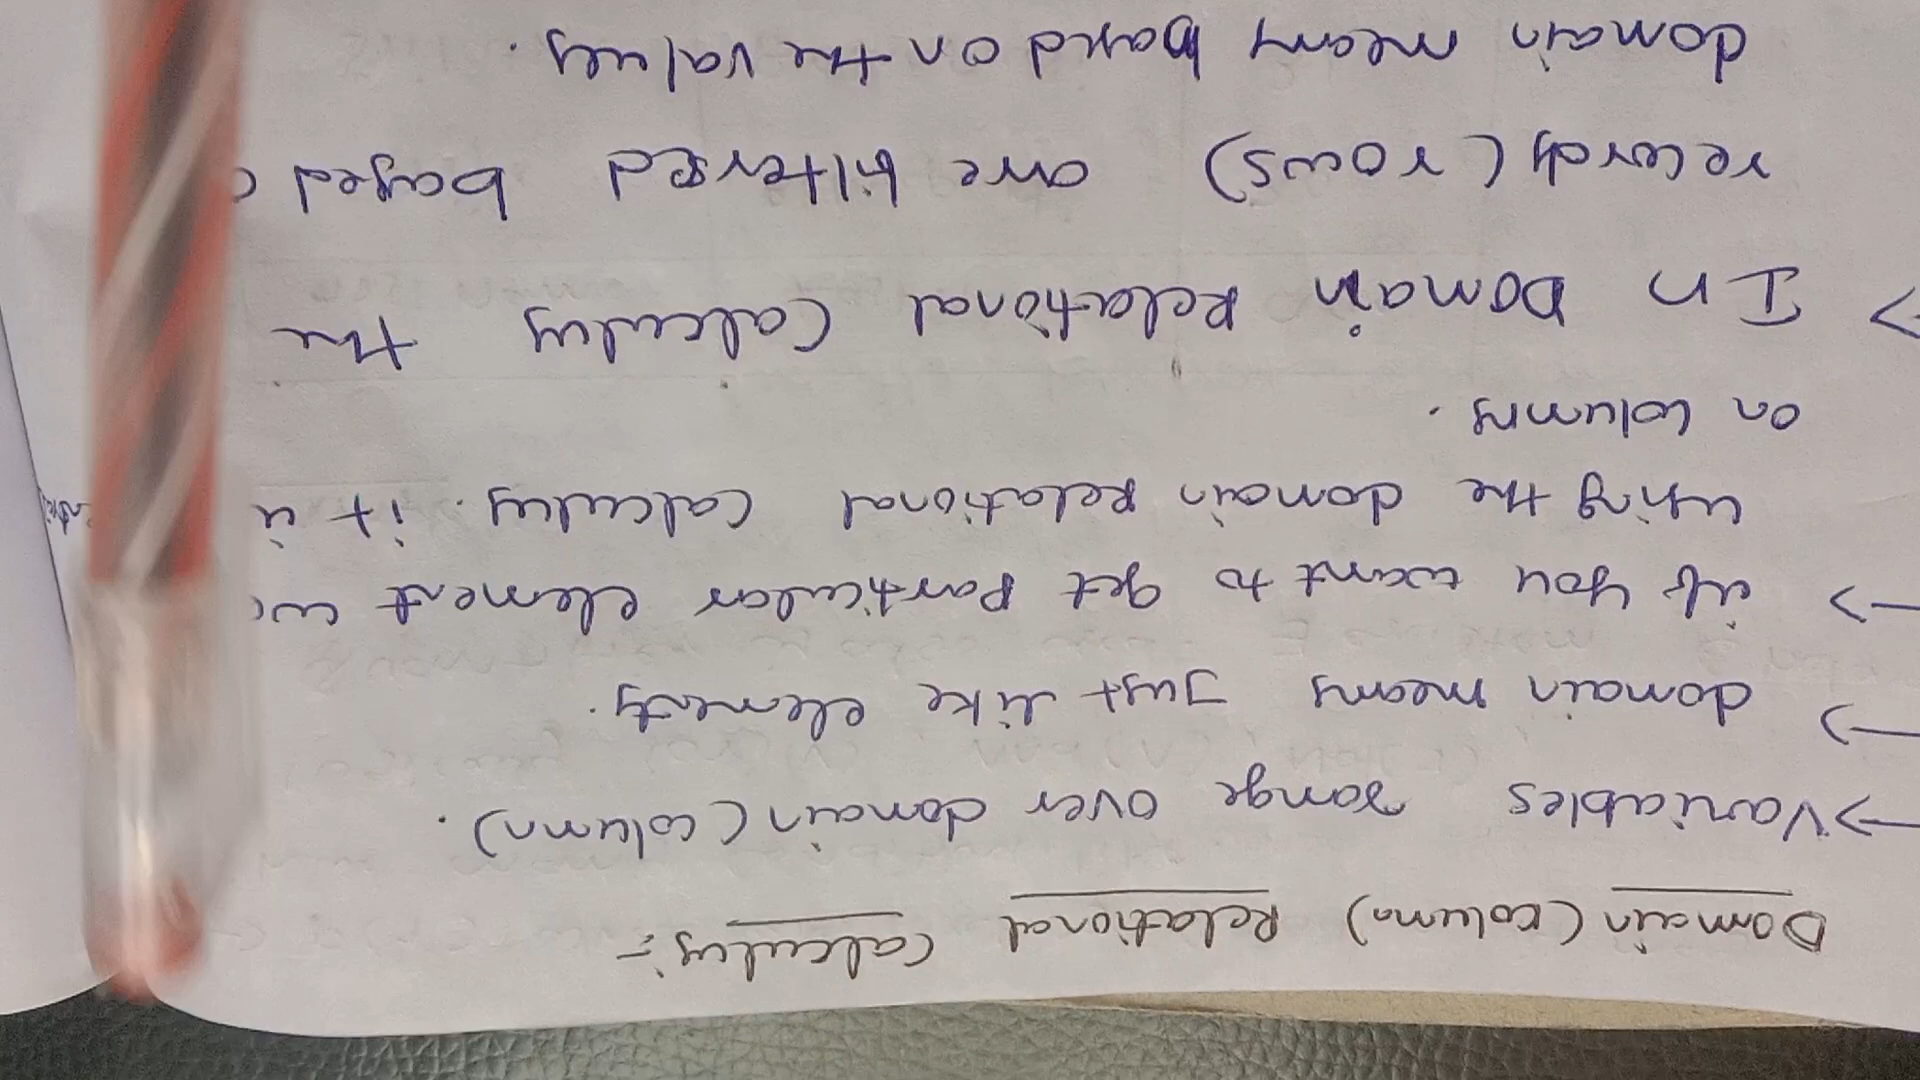 Domain (column) Relational Calculus:-
→ Variables range over domain (column).
→ domain means Just like elements.
→ if you want to get Particular element we
using the domain Relational Calculus. it is
on columns.
→ In Domain Relational Calculus the
records (rows) are filtered based
domain means based on the values.